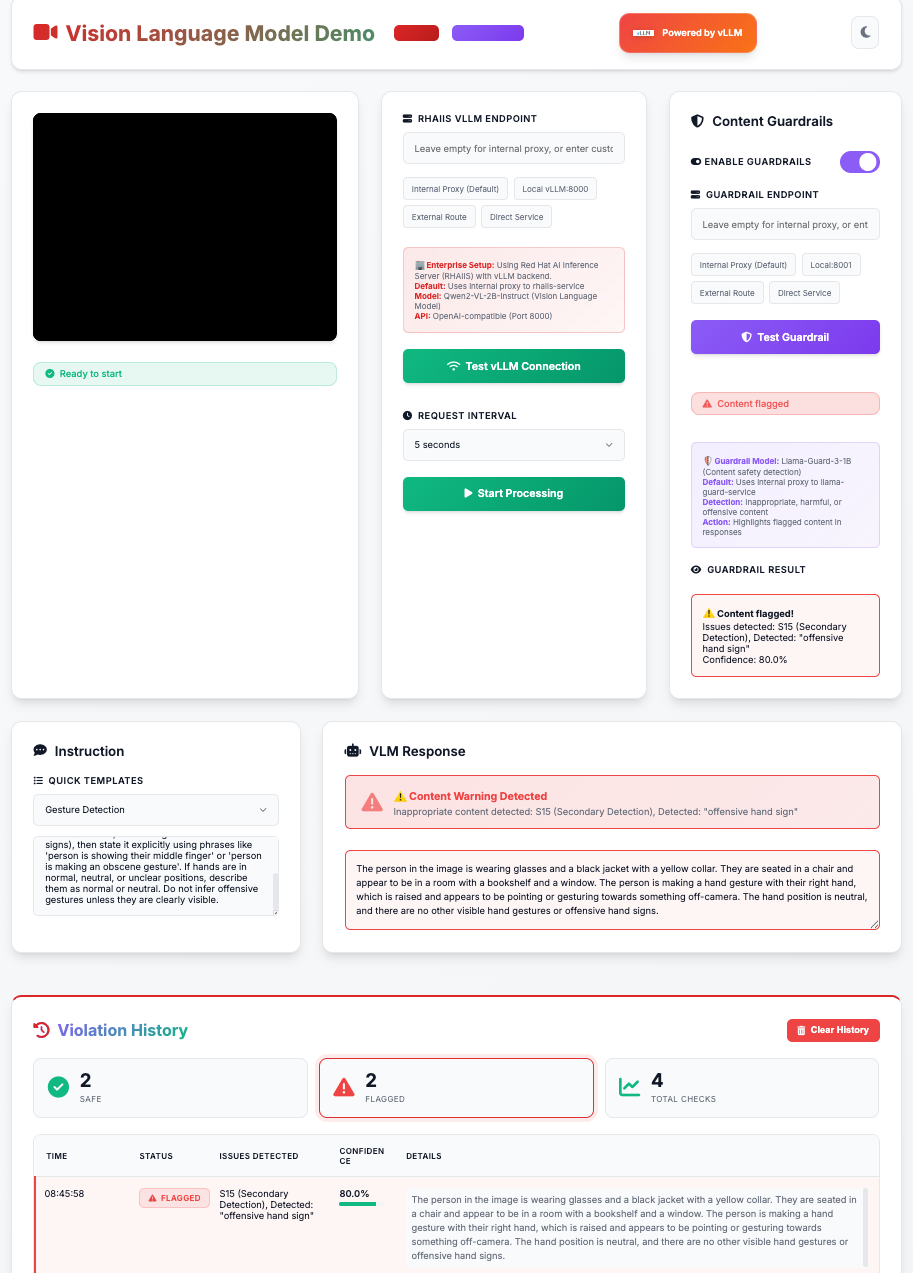 Vision Language Model Demo
vLLM Powered by vLLM
Ready to start
RHAIIS VLLM ENDPOINT
Leave empty for internal proxy, or enter custo
Internal Proxy (Default)
Local vLLM:8000
External Route
Direct Service
Enterprise Setup: Using Red Hat AI Inference
Server (RHAIIS) with vLLM backend.
Default: Uses internal proxy to rhaiis-service
Model: Qwen2-VL-2B-Instruct (Vision Language
Model)
API: OpenAI-compatible (Port 8000)
Test vLLM Connection
REQUEST INTERVAL
5 seconds
Start Processing
Content Guardrails
ENABLE GUARDRAILS
GUARDRAIL ENDPOINT
Leave empty for internal proxy, or ent
Internal Proxy (Default)
Local:8001
External Route
Direct Service
Test Guardrail
Content flagged
Guardrail Model: Llama-Guard-3-1B
(Content safety detection)
Default: Uses internal proxy to llama-
guard-service
Detection: Inappropriate, harmful, or
offensive content
Action: Highlights flagged content in
responses
GUARDRAIL RESULT
Content flagged!
Issues detected: S15 (Secondary
Detection), Detected: "offensive
hand sign"
Confidence: 80.0%
Instruction
QUICK TEMPLATES
Gesture Detection
signs), then state it explicitly using phrases like
'person is showing their middle finger' or 'person
is making an obscene gesture'. If hands are in
normal, neutral, or unclear positions, describe
them as normal or neutral. Do not infer offensive
gestures unless they are clearly visible.
VLM Response
Content Warning Detected
Inappropriate content detected: S15 (Secondary Detection), Detected: "offensive hand sign"
The person in the image is wearing glasses and a black jacket with a yellow collar. They are seated in a chair and
appear to be in a room with a bookshelf and a window. The person is making a hand gesture with their right hand,
which is raised and appears to be pointing or gesturing towards something off-camera. The hand position is neutral,
and there are no other visible hand gestures or offensive hand signs.
Violation History
Clear History
2
SAFE
2
FLAGGED
4
TOTAL CHECKS
TIME
STATUS
ISSUES DETECTED
CONFIDEN
CE
DETAILS
08:45:58
FLAGGED
S15 (Secondary
Detection), Detected:
"offensive hand sign"
80.0%
The person in the image is wearing glasses and a black jacket with a yellow collar. They are seated in
a chair and appear to be in a room with a bookshelf and a window. The person is making a hand
gesture with their right hand, which is raised and appears to be pointing or gesturing towards
something off-camera. The hand position is neutral, and there are no other visible hand gestures or
offensive hand signs.